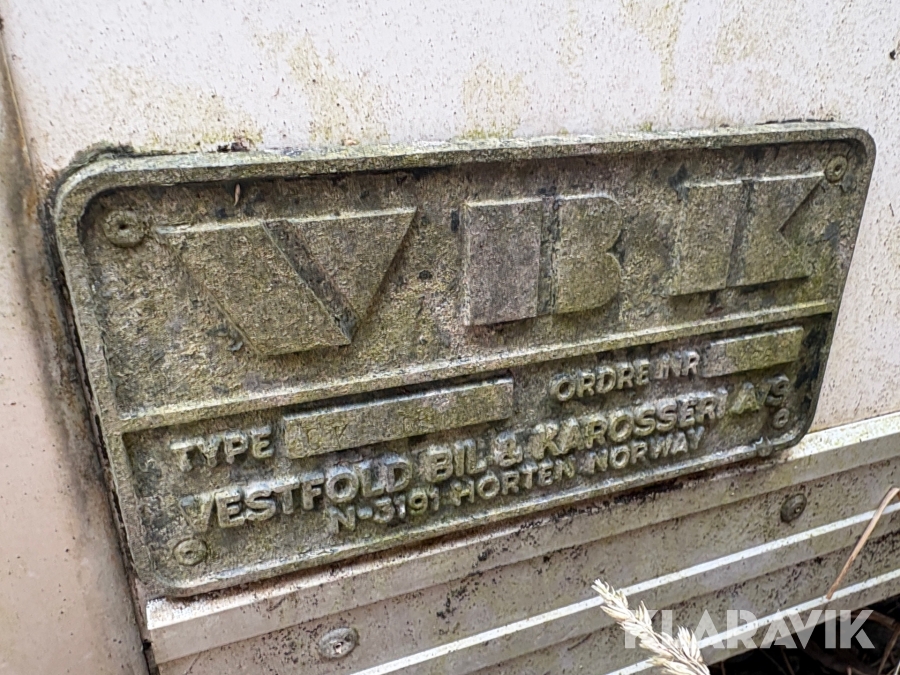 VBK
TYPE
ORDRE NR
VESTFOLD BIL & KAROSSERI A/S
N-3191 HORTEN NORWAY
KLARAVIK